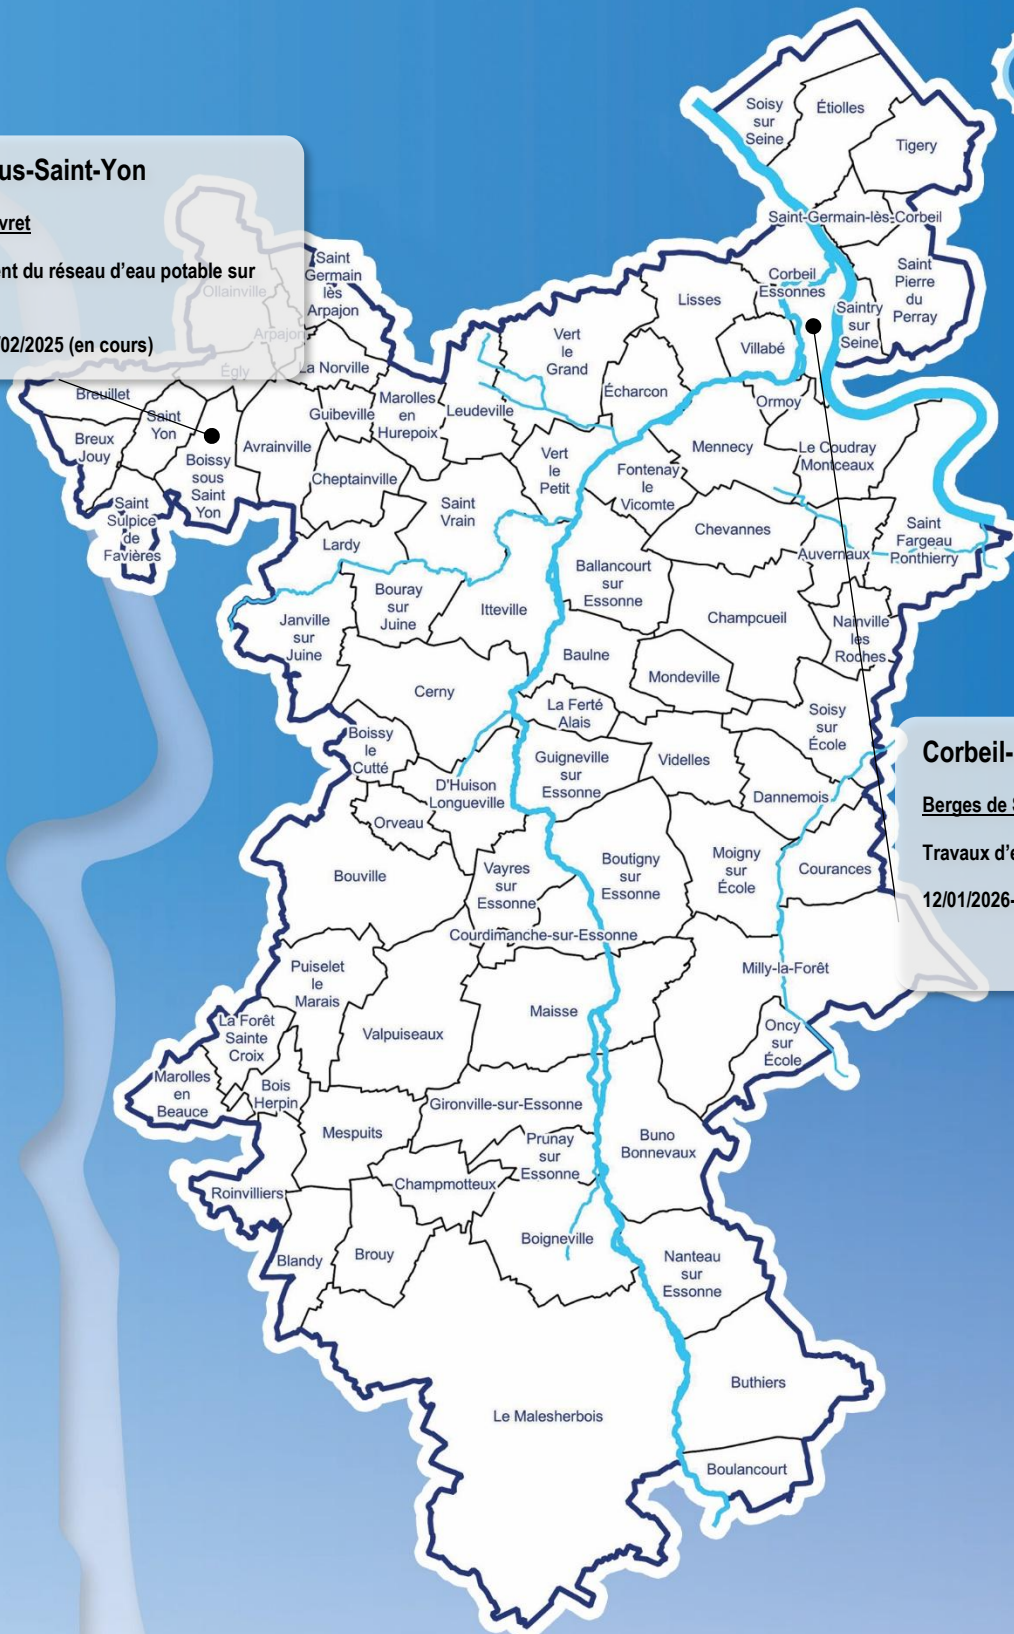 us-Saint-Yon
vret
ent du réseau d'eau potable sur
/02/2025 (en cours)
Corbeil-
Berges de S
Travaux d'e
12/01/2026-
Soisy
sur
Seine
Étiolles
Tigery
Saint-Germain-lès-Corbeil
Saint
Pierre
du
Perray
Corbeil
Essonnes
Saintry
sur
Seine
Lisses
Villabé
Ormoy
Vert
le
Grand
Écharcon
Le Coudray
Montceaux
Mennecy
Fontenay
le
Vicomte
Chevannes
Auvernaux
Saint
Fargeau
Ponthierry
Ollainville
Saint
Germain
lès
Arpajon
Arpajon
Égly
La Norville
Breuillet
Saint
Yon
Breux
Jouy
Boissy
sous
Saint
Yon
Saint
Sulpice
de
Favières
Avrainville
Guibeville
Marolles
en
Hurepoix
Leudeville
Cheptainville
Vert
le
Petit
Saint
Vrain
Lardy
Bouray
sur
Juine
Itteville
Janville
sur
Juine
Ballancourt
sur
Essonne
Champcueil
Nainville
les
Roches
Baulne
Mondeville
Cerny
La Ferté
Alais
Soisy
sur
École
Boissy
le
Cutté
D'Huison
Longueville
Guigneville
sur
Essonne
Videlles
Dannemois
Orveau
Bouville
Vayres
sur
Essonne
Boutigny
sur
Essonne
Moigny
sur
École
Courances
Courdimanche-sur-Essonne
Puiselet
le
Marais
Milly-la-Forêt
Maisse
Valpuiseaux
La Forêt
Sainte
Croix
Oncy
sur
École
Marolles
en
Beauce
Bois
Herpin
Gironville-sur-Essonne
Mespuits
Prunay
sur
Essonne
Buno
Bonnevaux
Roinvilliers
Champmotteux
Boigneville
Blandy
Brouy
Nanteau
sur
Essonne
Buthiers
Le Malesherbois
Boulancourt